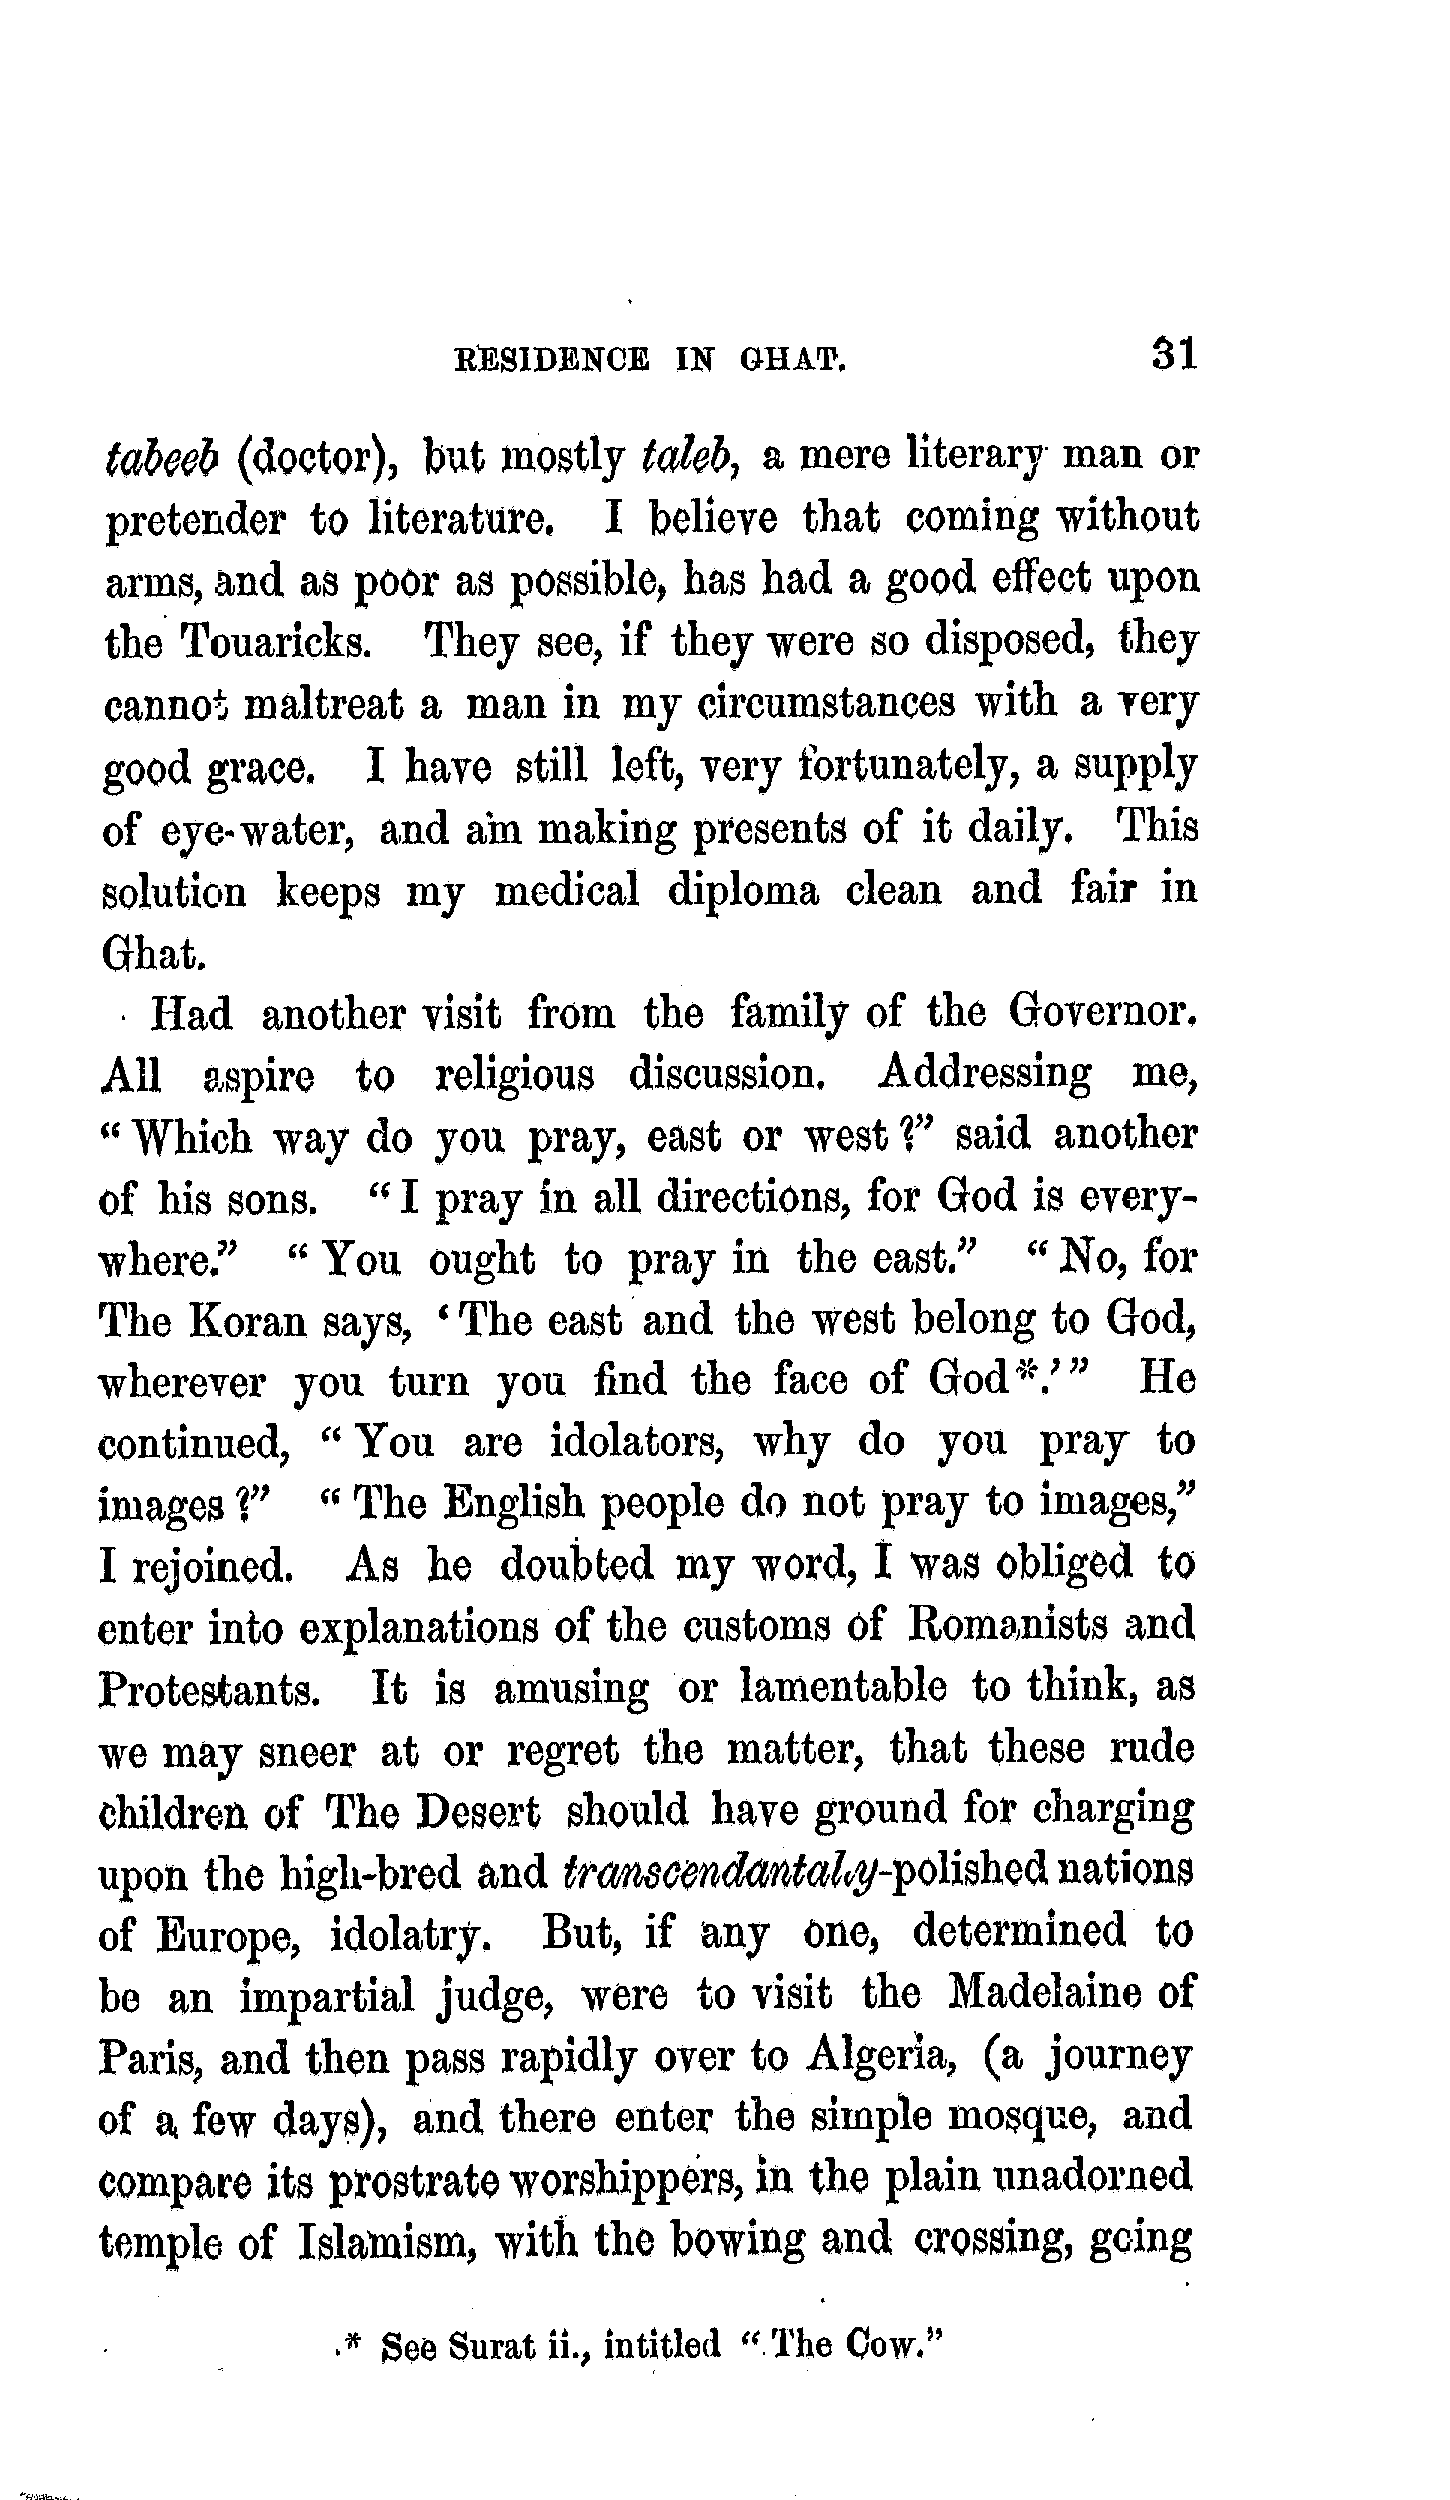 RESIDENCE IN GHAT. 31
tabeeb (doctor), but mostly taleb, a mere literary man or
pretender to literature. I believe that coming without
arms, and as poor as possible, has had a good effect upon
the Touaricks. They see, if they were so disposed, they
cannot maltreat a man in my circumstances with a very
good grace. I have still left, very fortunately, a supply
of eye-water, and am making presents of it daily. This
solution keeps my medical diploma clean and fair in
Ghat.
Had another visit from the family of the Governor.
All aspire to religious discussion. Addressing me,
“Which way do you pray, east or west?” said another
of his sons. “I pray in all directions, for God is every-
where.” “You ought to pray in the east.” “No, for
The Koran says, ‘The east and the west belong to God,
wherever you turn you find the face of God*.’” He
continued, “You are idolators, why do you pray to
images?” “The English people do not pray to images,”
I rejoined. As he doubted my word, I was obliged to
enter into explanations of the customs of Romanists and
Protestants. It is amusing or lamentable to think, as
we may sneer at or regret the matter, that these rude
children of The Desert should have ground for charging
upon the high-bred and transcendantally-polished nations
of Europe, idolatry. But, if any one, determined to
be an impartial judge, were to visit the Madelaine of
Paris, and then pass rapidly over to Algeria, (a journey
of a few days), and there enter the simple mosque, and
compare its prostrate worshippers, in the plain unadorned
temple of Islamism, with the bowing and crossing, going
* See Surat ii., intitled “The Cow.”